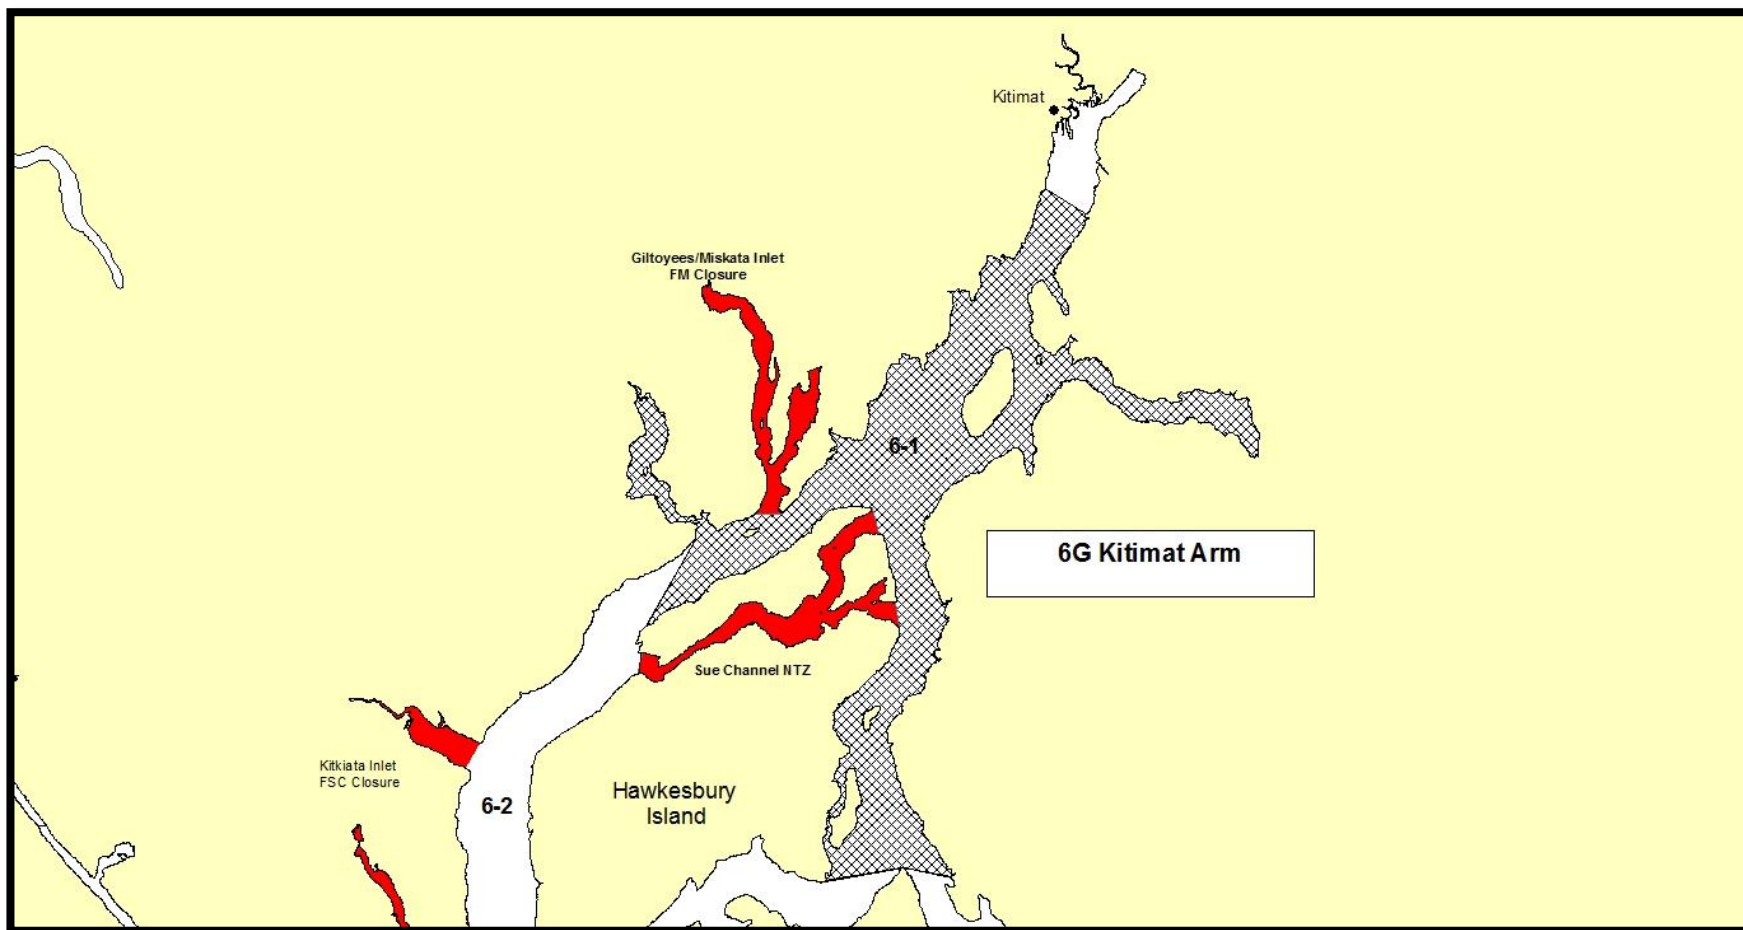 Kitimat
Giltoyees/Miskata Inlet
FM Closure
6-1
6G Kitimat Arm
Sue Channel NTZ
Kitkiata Inlet
FSC Closure
6-2
Hawkesbury
Island